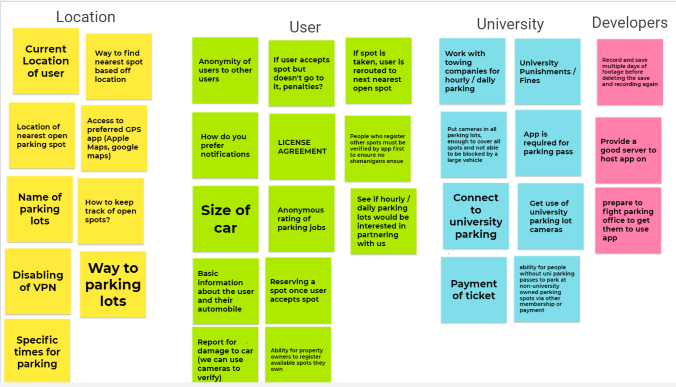 Location
Current
Location
of user
Way to find
nearest spot
based off
location
Location of
nearest open
parking spot
Access to
preferred GPS
app (Apple
Maps, google
maps)
Name of
parking
lots
How to keep
track of open
spots?
Disabling
of VPN
Way to
parking
lots
Specific
times for
parking
User
Anonymity of
users to other
users
If user accepts
spot but
doesn't go to
it, penalties?
If spot is
taken, user is
rerouted to
next nearest
open spot
How do you
prefer
notifications
LICENSE
AGREEMENT
People who register
other spots must be
verified by app first
to ensure no
shenanigans ensue
Size of
car
Anonymous
rating of
parking jobs
See if hourly /
daily parking
lots would be
interested in
partnering
with us
Basic
information
about the user
and their
automobile
Reserving a
spot once user
accepts spot
Report for
damage to car
(we can use
cameras to
verify)
Ability for property
owners to register
available spots they
own
University
Work with
towing
companies for
hourly / daily
parking
University
Punishments /
Fines
Put cameras in all
parking lots,
enough to cover all
spots and not able
to be blocked by a
large vehicle
App is
required for
parking pass
Connect
to
university
parking
Get use of
university
parking lot
cameras
Payment
of ticket
ability for people
without uni parking
passes to park at
non-university
owned parking
spots via other
membership or
payment
Developers
Record and save
multiple days of
footage before
deleting the save
and recording again
Provide a
good server to
host app on
prepare to
fight parking
office to get
them to use
app